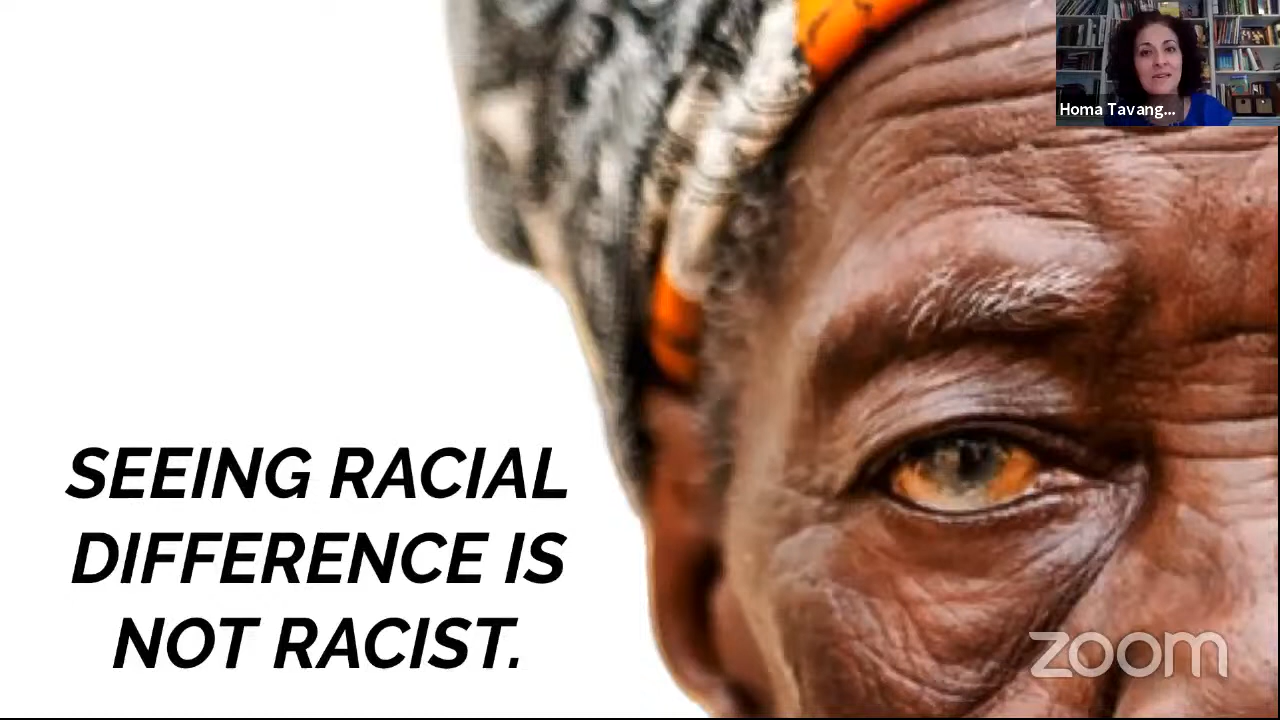 Homa Tavang...
SEEING RACIAL
DIFFERENCE IS
NOT RACIST.
zoom